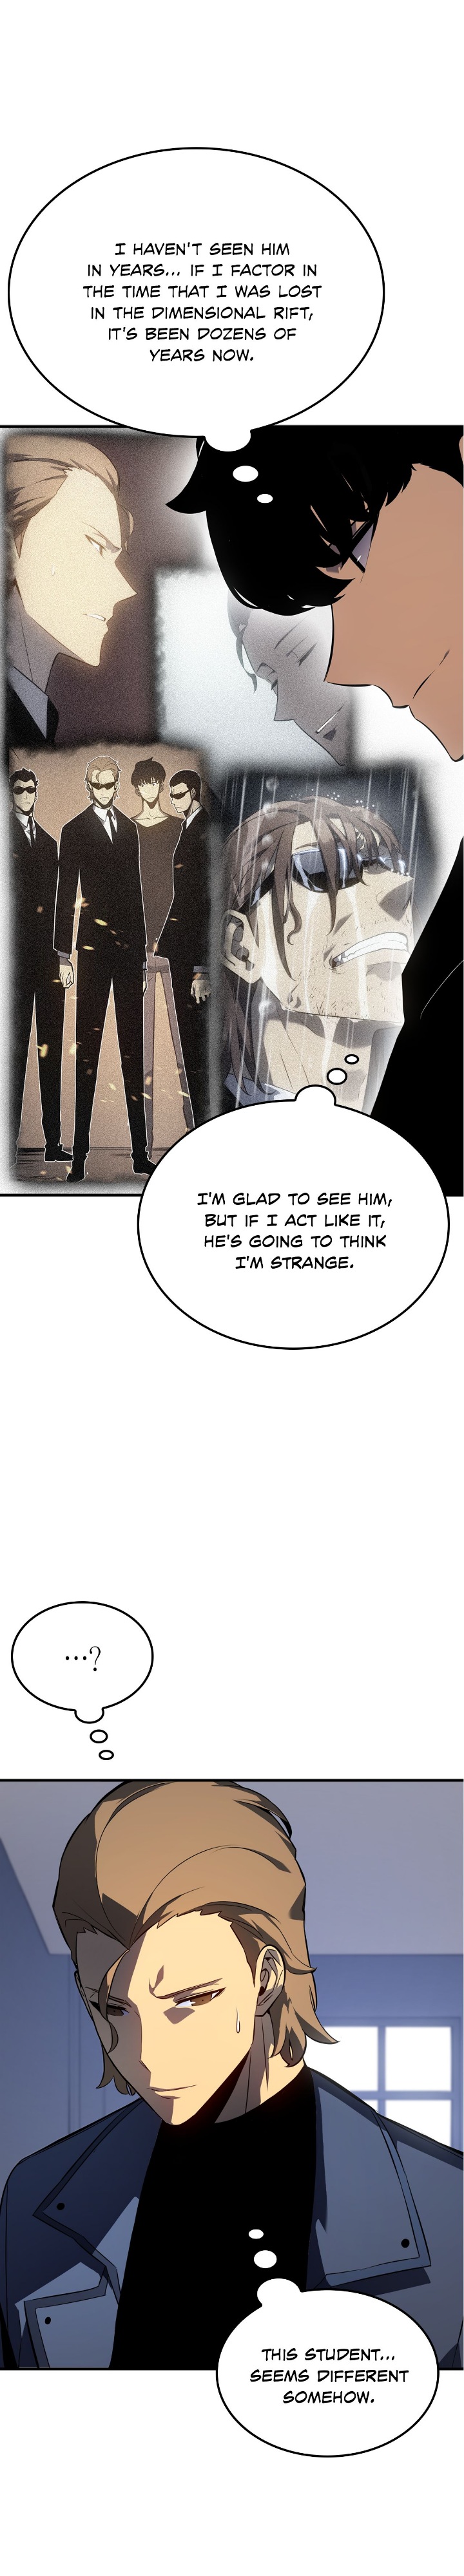 I HAVEN'T SEEN HIM
IN YEARS... IF I FACTOR IN
THE TIME THAT I WAS LOST
IN THE DIMENSIONAL RIFT,
IT'S BEEN DOZENS OF
YEARS NOW.
I'M GLAD TO SEE HIM,
BUT IF I ACT LIKE IT,
HE'S GOING TO THINK
I'M STRANGE.
...?
THIS STUDENT...
SEEMS DIFFERENT
SOMEHOW.